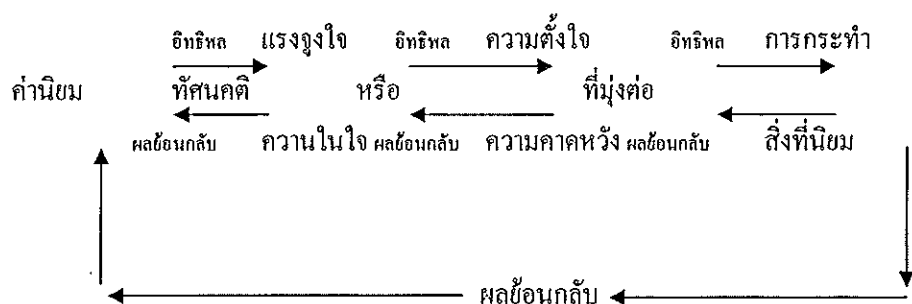 อิทธิพล แรงจูงใจ อิทธิพล ความตั้งใจ อิทธิพล การกระทำ
ค่านิยม ทัศนคติ หรือ ที่มุ่งต่อ
ผลย้อนกลับ ความในใจ ผลย้อนกลับ ความคาดหวัง ผลย้อนกลับ สิ่งที่นิยม
ผลย้อนกลับ